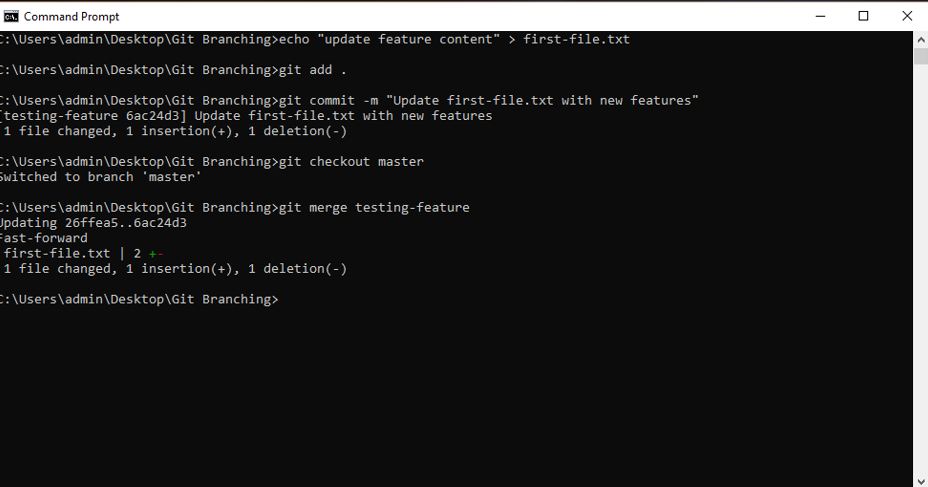 Command Prompt
C:\Users\admin\Desktop\Git Branching>echo "update feature content" > first-file.txt
C:\Users\admin\Desktop\Git Branching>git add .
C:\Users\admin\Desktop\Git Branching>git commit -m "Update first-file.txt with new features"
[testing-feature 6ac24d3] Update first-file.txt with new features
1 file changed, 1 insertion(+), 1 deletion(-)
C:\Users\admin\Desktop\Git Branching>git checkout master
Switched to branch 'master'
C:\Users\admin\Desktop\Git Branching>git merge testing-feature
Updating 26ffea5..6ac24d3
Fast-forward
first-file.txt | 2 +-
1 file changed, 1 insertion(+), 1 deletion(-)
C:\Users\admin\Desktop\Git Branching>